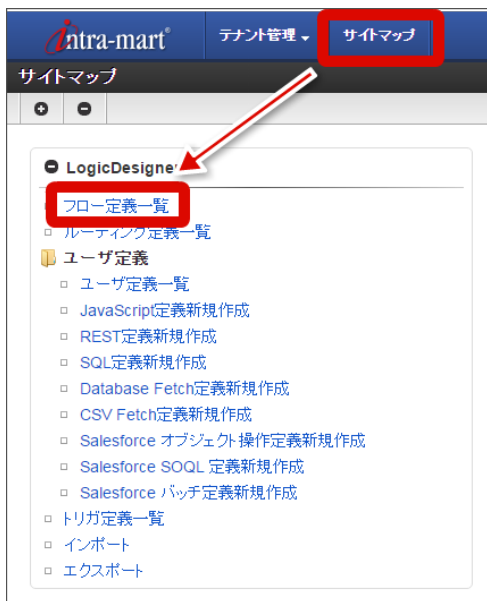 intra-mart®
テナント管理
サイトマップ
サイトマップ
LogicDesigner
フロー定義一覧
ルーティング定義一覧
ユーザ定義
ユーザ定義一覧
JavaScript定義新規作成
REST定義新規作成
SQL定義新規作成
Database Fetch定義新規作成
CSV Fetch定義新規作成
Salesforce オブジェクト操作定義新規作成
Salesforce SOQL 定義新規作成
Salesforce バッチ定義新規作成
トリガ定義一覧
インポート
エクスポート